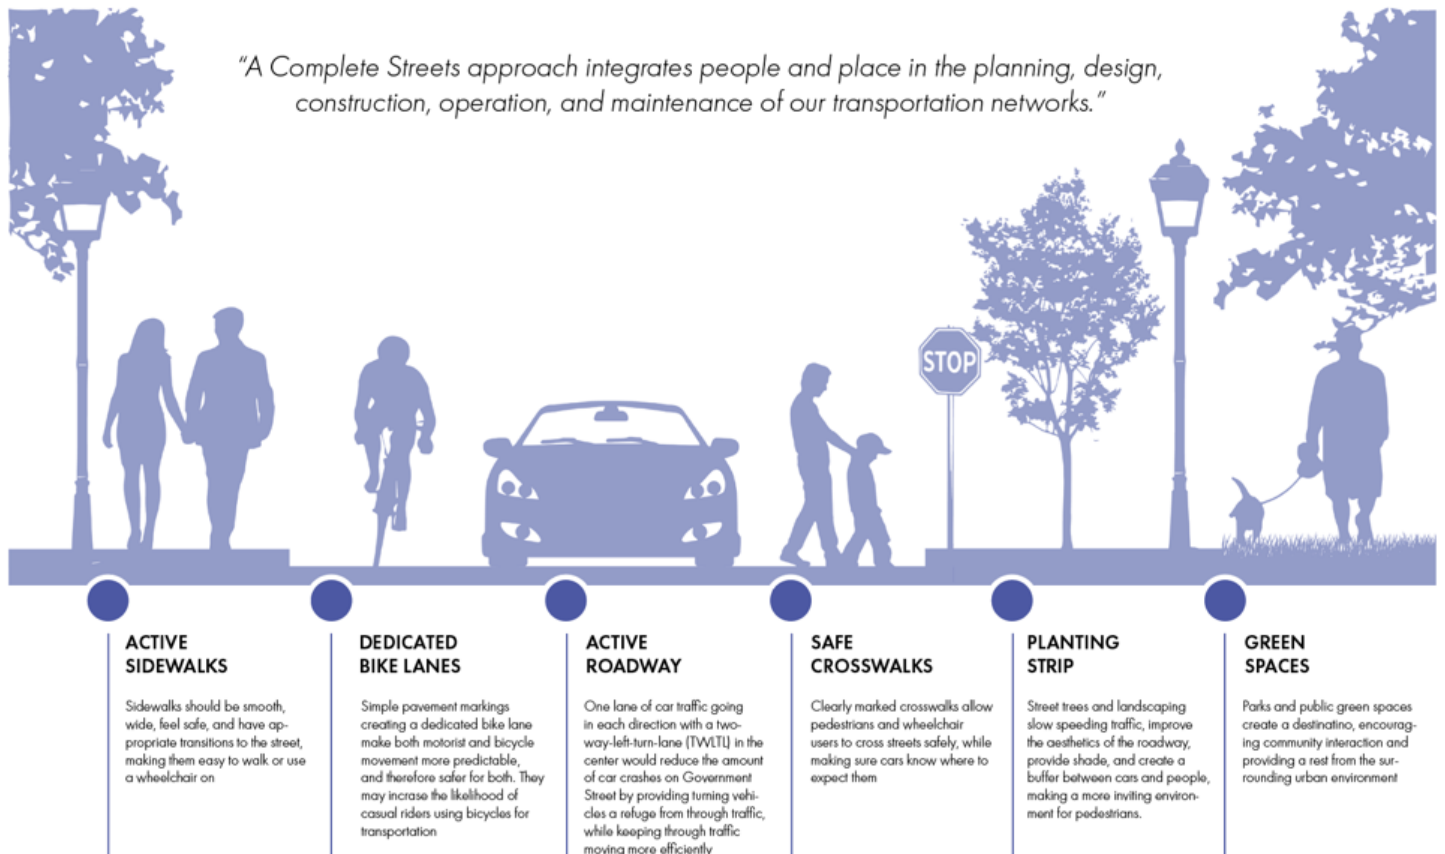 “A Complete Streets approach integrates people and place in the planning, design,
construction, operation, and maintenance of our transportation networks.”
STOP
ACTIVE
SIDEWALKS
Sidewalks should be smooth,
wide, feel safe, and have ap-
propriate transitions to the street,
making them easy to walk or use
a wheelchair on
DEDICATED
BIKE LANES
Simple pavement markings
creating a dedicated bike lane
make both motorist and bicycle
movement more predictable,
and therefore safer for both. They
may incrase the likelihood of
casual riders using bicycles for
transportation
ACTIVE
ROADWAY
One lane of car traffic going
in each direction with a two-
way-left-turn-lane (TWLTL) in the
center would reduce the amount
of car crashes on Government
Street by providing turning vehi-
cles a refuge from through traffic,
while keeping through traffic
moving more efficiently
SAFE
CROSSWALKS
Clearly marked crosswalks allow
pedestrians and wheelchair
users to cross streets safely, while
making sure cars know where to
expect them
PLANTING
STRIP
Street trees and landscaping
slow speeding traffic, improve
the aesthetics of the roadway,
provide shade, and create a
buffer between cars and people,
making a more inviting environ-
ment for pedestrians.
GREEN
SPACES
Parks and public green spaces
create a destinatino, encourag-
ing community interaction and
providing a rest from the sur-
rounding urban environment